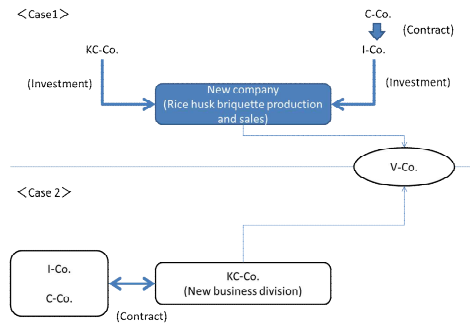 ＜Case1＞
C-Co.
(Contract)
KC-Co.
I-Co.
(Investment)
(Investment)
New company
(Rice husk briquette production
and sales)
V-Co.
＜Case 2＞
I-Co.
C-Co.
(Contract)
KC-Co.
(New business division)